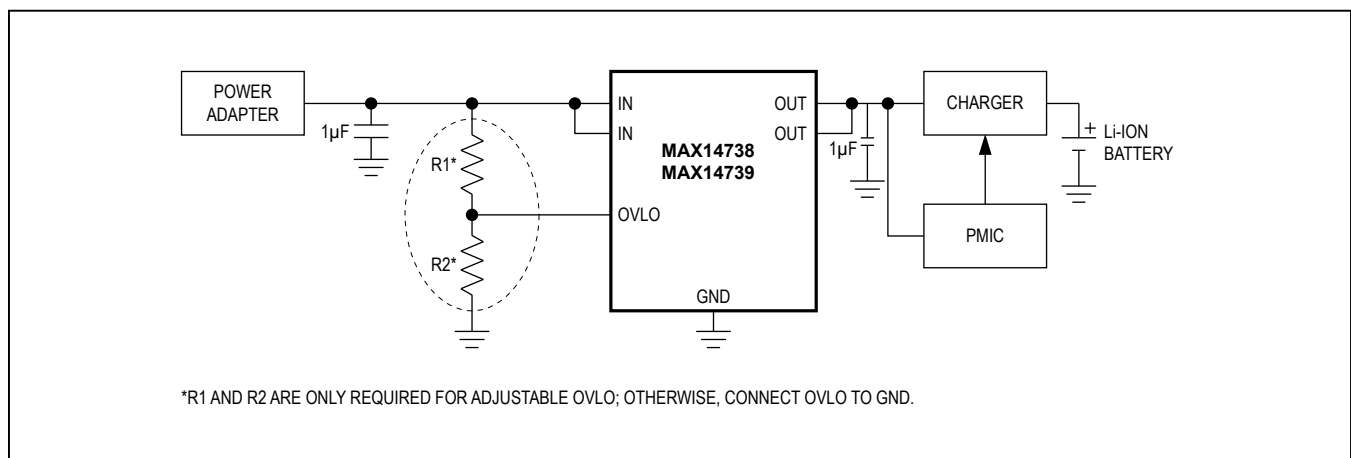 POWER
ADAPTER
1µF
R1*
R2*
IN
IN
OVLO
MAX14738
MAX14739
GND
OUT
OUT
1µF
CHARGER
PMIC
+
Li-ION
BATTERY
*R1 AND R2 ARE ONLY REQUIRED FOR ADJUSTABLE OVLO; OTHERWISE, CONNECT OVLO TO GND.